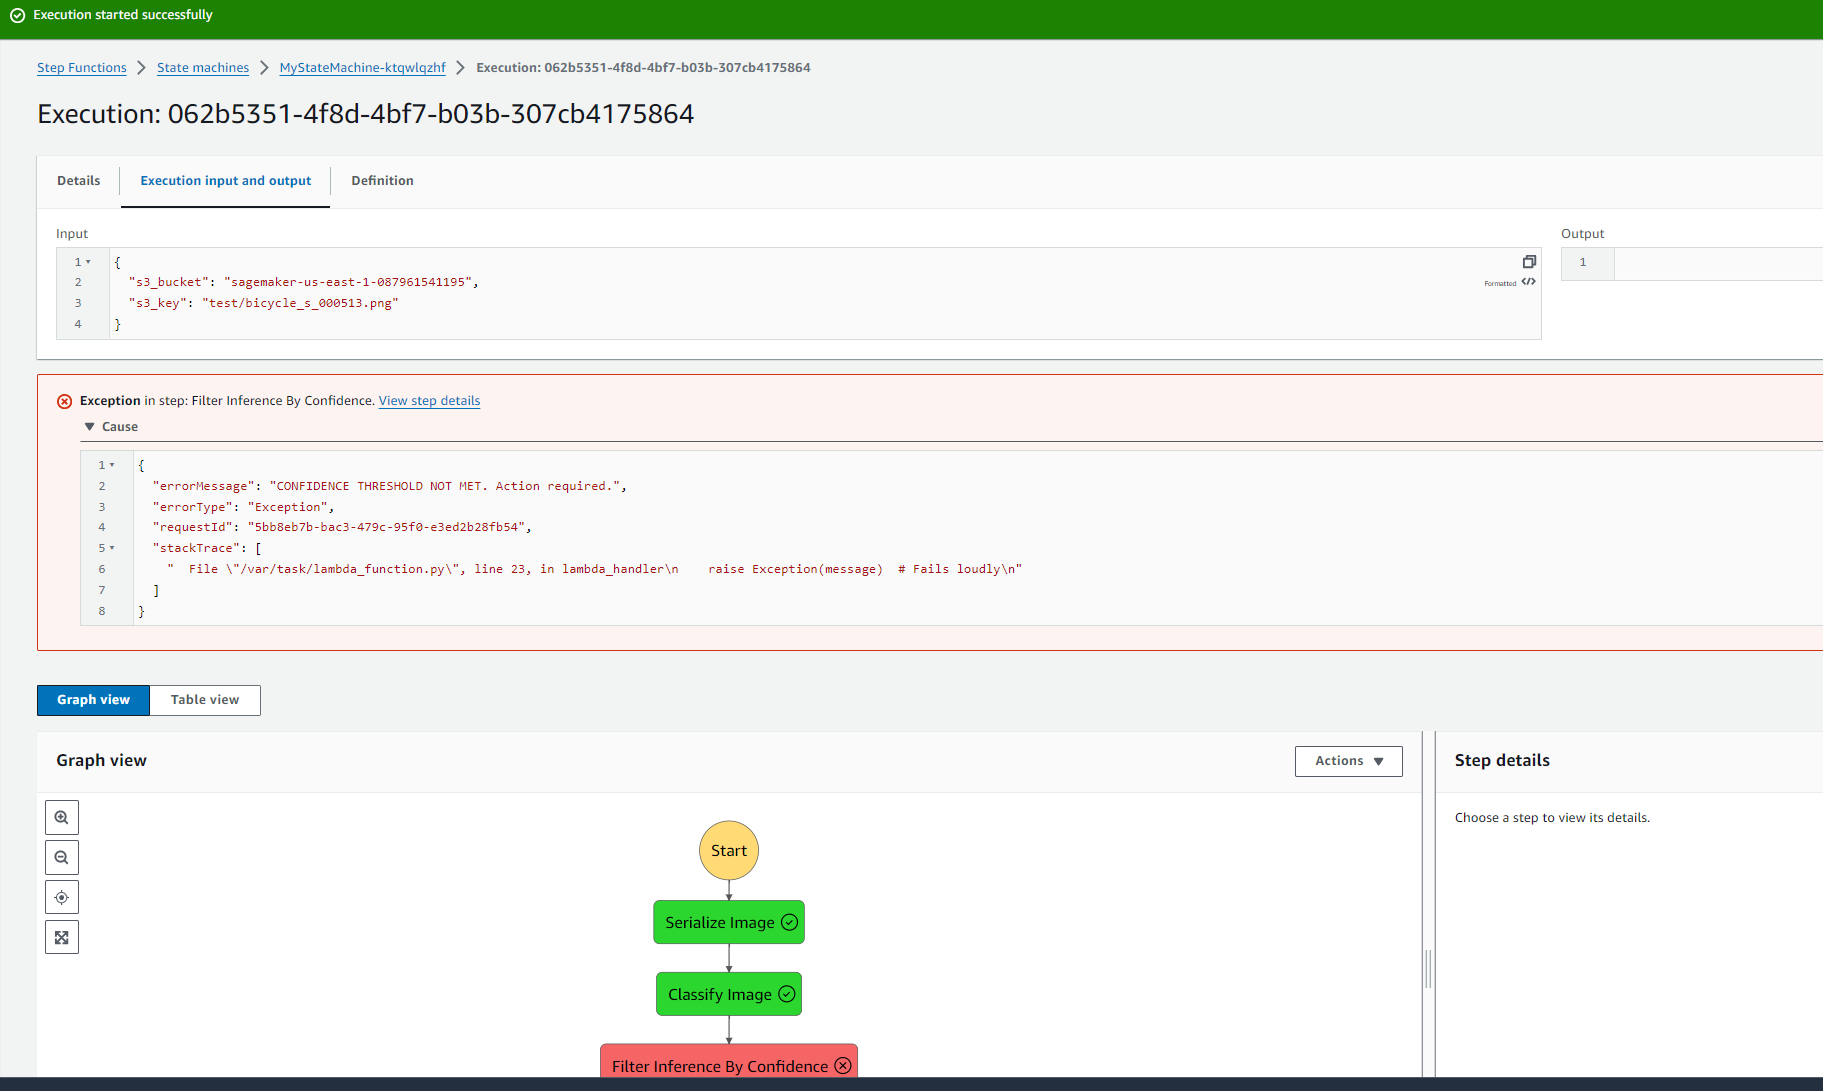 Execution started successfully
Step Functions > State machines > MyStateMachine-ktqwlqzhf > Execution: 062b5351-4f8d-4bf7-b03b-307cb4175864
Execution: 062b5351-4f8d-4bf7-b03b-307cb4175864
Details
Execution input and output
Definition
Input
1 {
2 "s3_bucket": "sagemaker-us-east-1-087961541195",
3 "s3_key": "test/bicycle_s_000513.png"
4 }
Formatted
Output
1
Exception in step: Filter Inference By Confidence. View step details
Cause
1 {
2 "errorMessage": "CONFIDENCE THRESHOLD NOT MET. Action required.",
3 "errorType": "Exception",
4 "requestId": "5bb8eb7b-bac3-479c-95f0-e3ed2b28fb54",
5 "stackTrace": [
6 "  File \"/var/task/lambda_function.py\", line 23, in lambda_handler\n    raise Exception(message)  # Fails loudly\n"
7 ]
8 }
Graph view
Table view
Graph view
Actions
Step details
Choose a step to view its details.
Start
Serialize Image
Classify Image
Filter Inference By Confidence